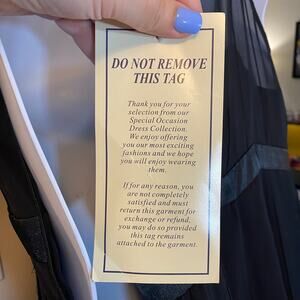 DO NOT REMOVE
THIS TAG
Thank you for your
selection from our
Special Occasion
Dress Collection.
We enjoy offering
you our most exciting
fashions and we hope
you will enjoy wearing
them.
If for any reason, you
are not completely
satisfied and must
return this garment for
exchange or refund,
you may do so provided
this tag remains
attached to the garment.